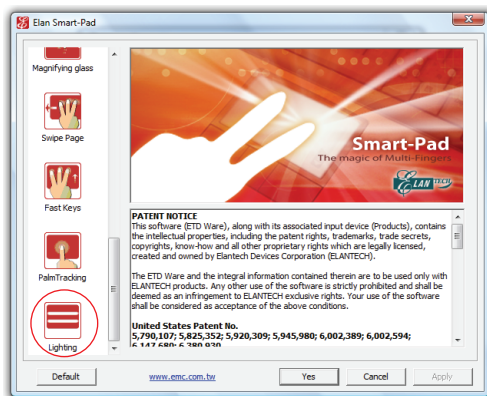 Elan Smart-Pad
Magnifying glass
Swipe Page
Fast Keys
PalmTracking
Lighting
Smart-Pad
The magic of Multi-Fingers
ELAN
PATENT NOTICE
This software (ETD Ware), along with its associated input device (Products), contains
the intellectual properties, including the patent rights, trademarks, trade secrets,
copyrights, know-how and all other proprietary rights which are legally licensed,
created and owned by Elantech Devices Corporation (ELANTECH).
The ETD Ware and the integral information contained therein are to be used only with
ELANTECH products. Any other use of the software is strictly prohibited and shall be
deemed as an infringement to ELANTECH exclusive rights. Your use of the software
shall be considered as acceptance of the above conditions.
United States Patent No.
5,790,107; 5,825,352; 5,920,309; 5,945,980; 6,002,389; 6,002,594;
6,147,680; 6,380,930
Default
www.emc.com.tw
Yes
Cancel
Apply